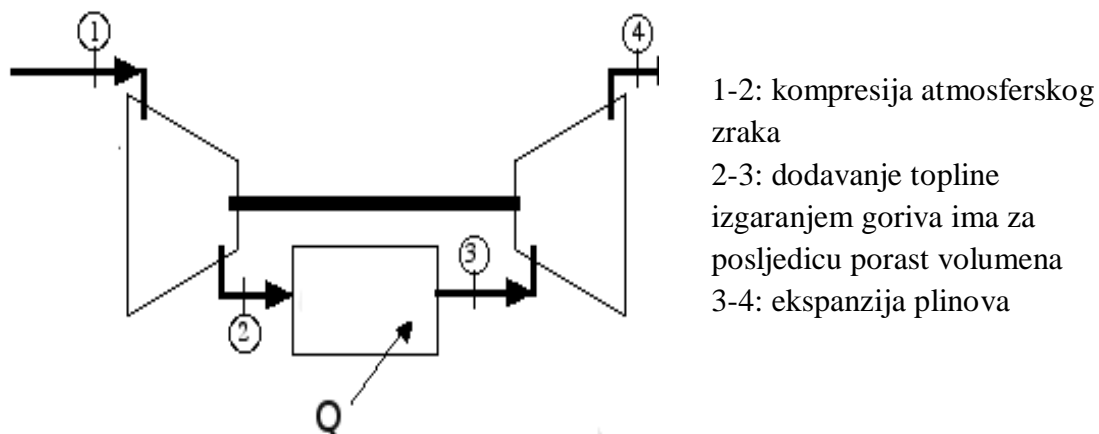 1
4
1-2: kompresija atmosferskog
zraka
2-3: dodavanje topline
izgaranjem goriva ima za
posljedicu porast volumena
3-4: ekspanzija plinova
3
2
Q